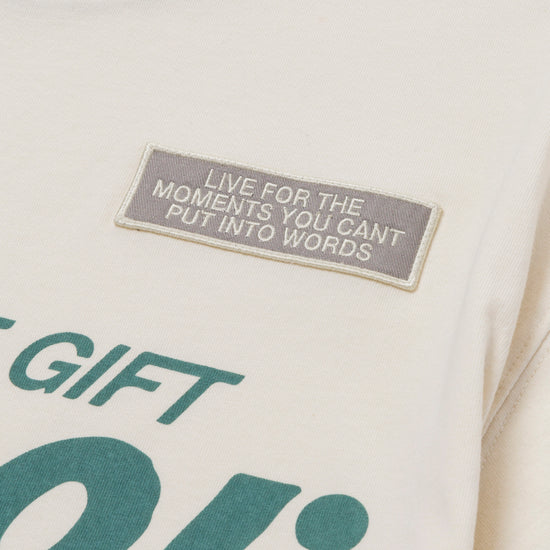 LIVE FOR THE
MOMENTS YOU CANT
PUT INTO WORDS
GIFT